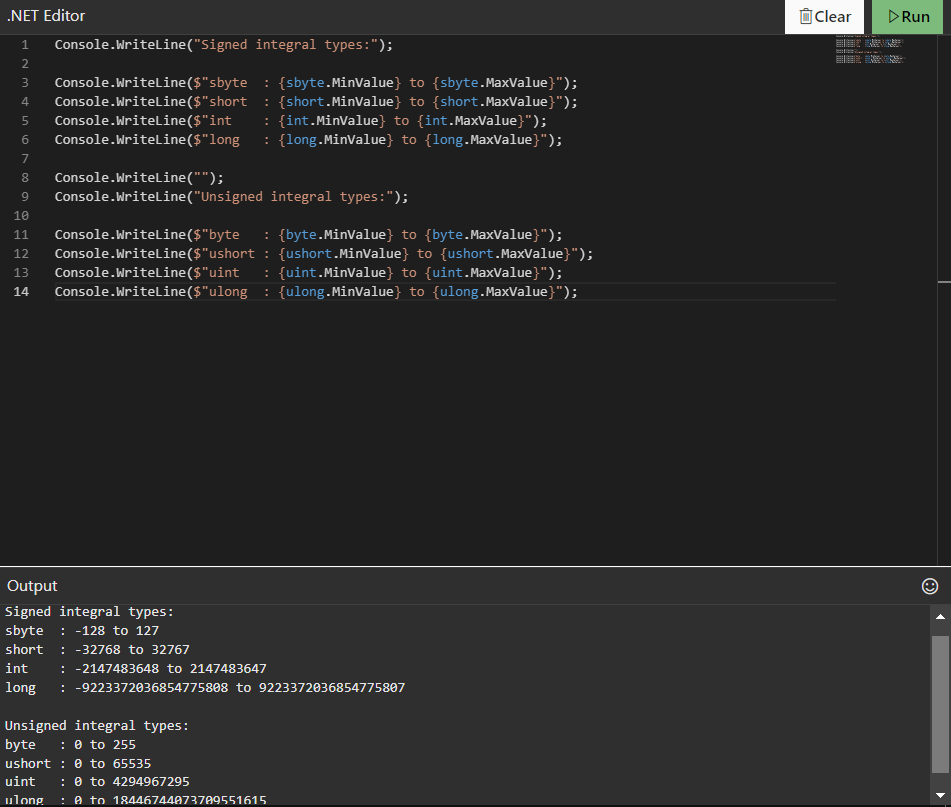 .NET Editor
Clear
Run
1 Console.WriteLine("Signed integral types:");
2
3 Console.WriteLine($"sbyte  : {sbyte.MinValue} to {sbyte.MaxValue}");
4 Console.WriteLine($"short  : {short.MinValue} to {short.MaxValue}");
5 Console.WriteLine($"int    : {int.MinValue} to {int.MaxValue}");
6 Console.WriteLine($"long   : {long.MinValue} to {long.MaxValue}");
7
8 Console.WriteLine("");
9 Console.WriteLine("Unsigned integral types:");
10
11 Console.WriteLine($"byte   : {byte.MinValue} to {byte.MaxValue}");
12 Console.WriteLine($"ushort : {ushort.MinValue} to {ushort.MaxValue}");
13 Console.WriteLine($"uint   : {uint.MinValue} to {uint.MaxValue}");
14 Console.WriteLine($"ulong  : {ulong.MinValue} to {ulong.MaxValue}");
Output
Signed integral types:
sbyte  : -128 to 127
short  : -32768 to 32767
int    : -2147483648 to 2147483647
long   : -9223372036854775808 to 9223372036854775807

Unsigned integral types:
byte   : 0 to 255
ushort : 0 to 65535
uint   : 0 to 4294967295
ulong  : 0 to 18446744073709551615